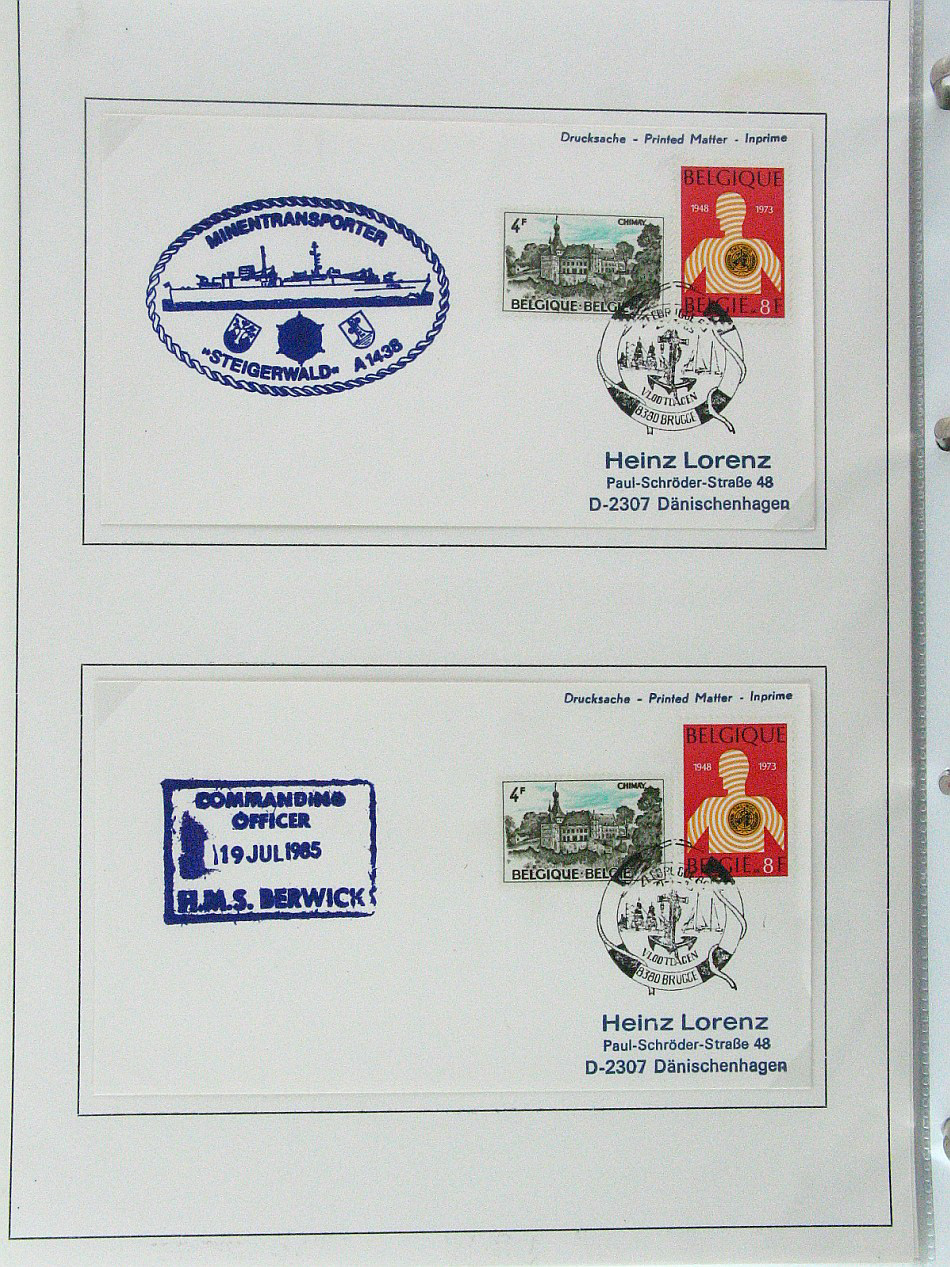 Drucksache - Printed Matter - Inprime
MINENTRANSPORTER
"STEIGERWALD" A 1438
4F CHIMAY
BELGIQUE·BELGIË
BELGIQUE
1948 1973
BELGIË 8F
VLOOTDAGEN
8380 BRUGGE
Heinz Lorenz
Paul-Schröder-Straße 48
D-2307 Dänischenhagen
Drucksache - Printed Matter - Inprime
COMMANDING
OFFICER
19 JUL 1985
H.M.S. BERWICK
4F CHIMAY
BELGIQUE·BELGIË
BELGIQUE
1948 1973
BELGIË 8F
VLOOTDAGEN
8380 BRUGGE
Heinz Lorenz
Paul-Schröder-Straße 48
D-2307 Dänischenhagen